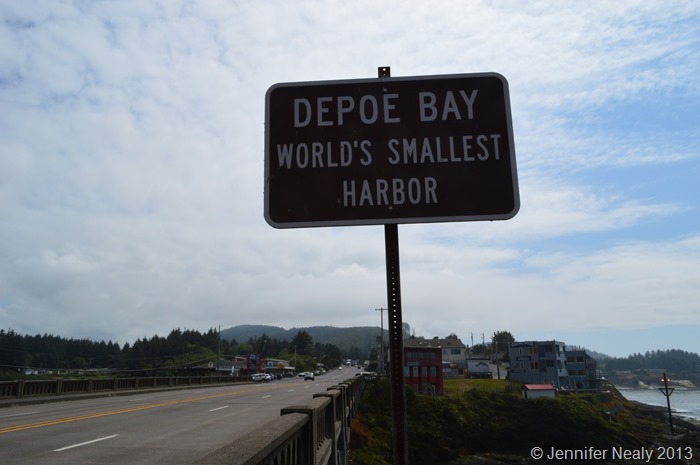 DEPOE BAY
WORLD'S SMALLEST
HARBOR
© Jennifer Nealy 2013